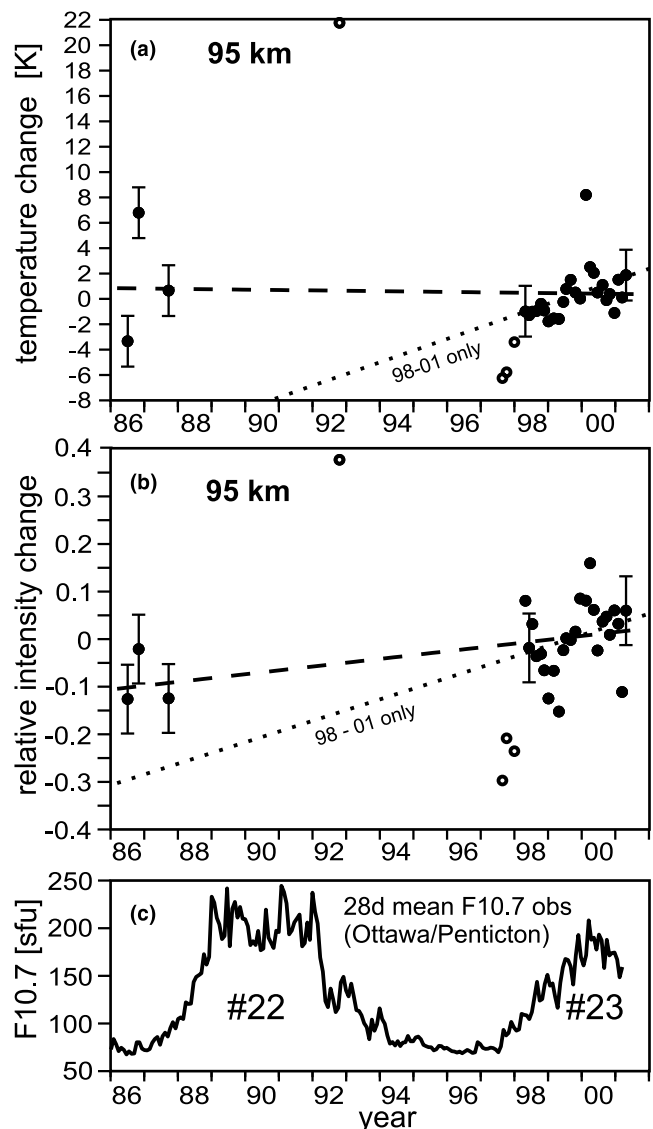 (a) 95 km
temperature change [K]
22
20
18
16
14
12
10
8
6
4
2
0
-2
-4
-6
-8
98-01 only
86 88 90 92 94 96 98 00
(b) 95 km
relative intensity change
0.4
0.3
0.2
0.1
0
-0.1
-0.2
-0.3
-0.4
98 - 01 only
86 88 90 92 94 96 98 00
(c)
28d mean F10.7 obs
(Ottawa/Penticton)
F10.7 [sfu]
250
200
150
100
50
#22
#23
86 88 90 92 94 96 98 00
year